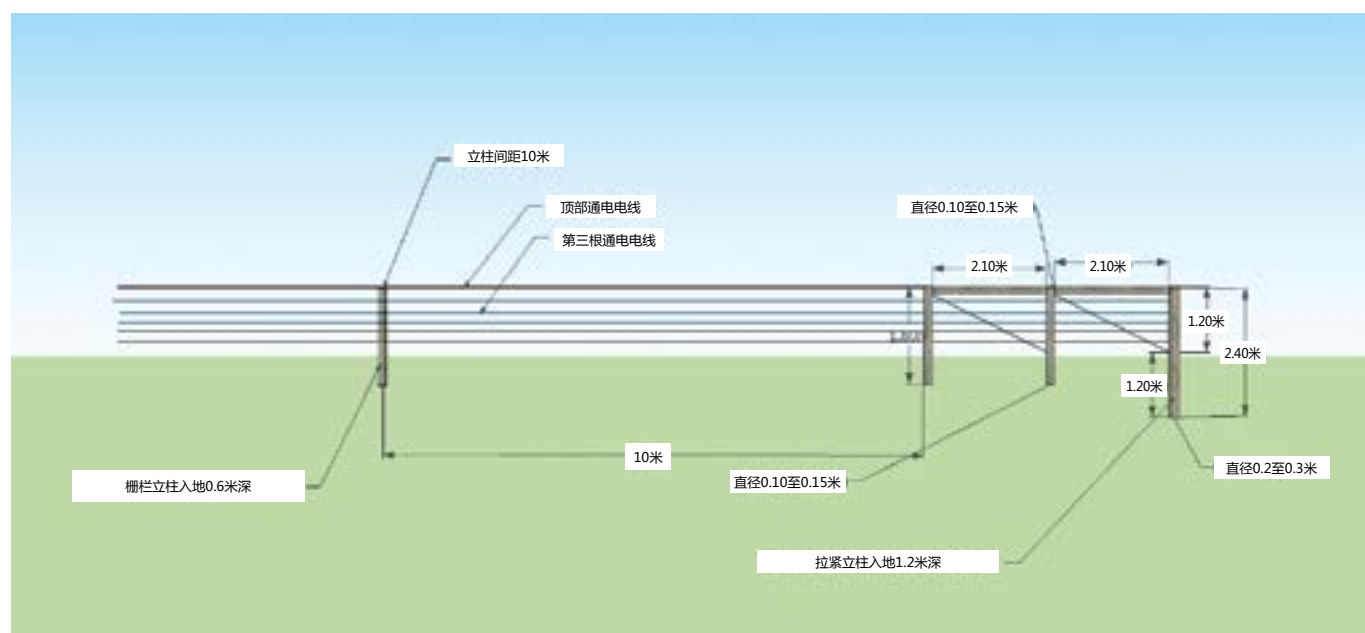 立柱间距10米
顶部通电电线
直径0.10至0.15米
第三根通电电线
2.10米
2.10米
1.20米
2.40米
1.20米
10米
直径0.2至0.3米
栅栏立柱入地0.6米深
直径0.10至0.15米
拉紧立柱入地1.2米深